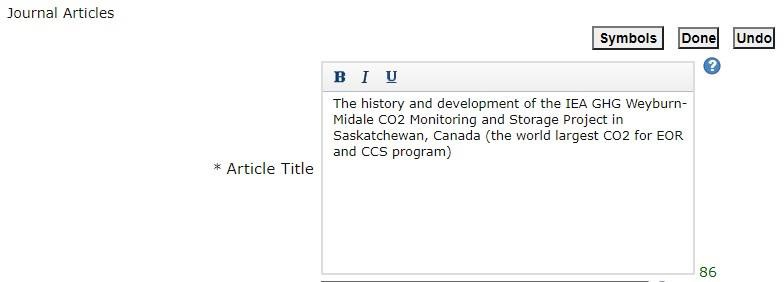 Journal Articles
Symbols Done Undo
?
B I U
The history and development of the IEA GHG Weyburn-
Midale CO2 Monitoring and Storage Project in
Saskatchewan, Canada (the world largest CO2 for EOR
and CCS program)
* Article Title
86